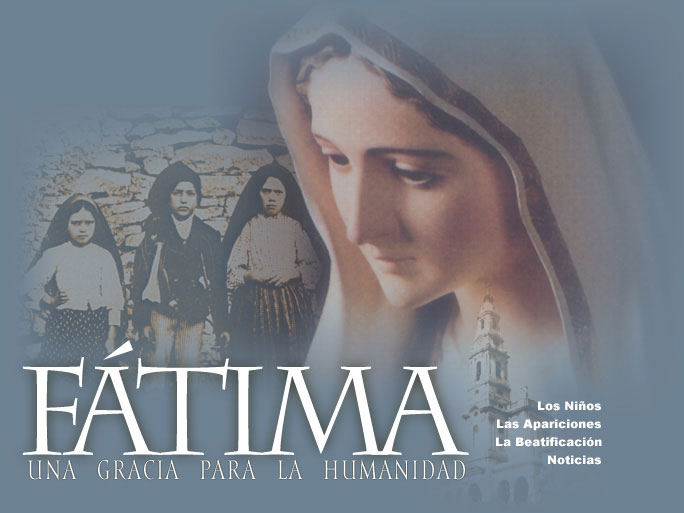 FÁTIMA
UNA GRACIA PARA LA HUMANIDAD
Los Niños
Las Apariciones
La Beatificación
Noticias